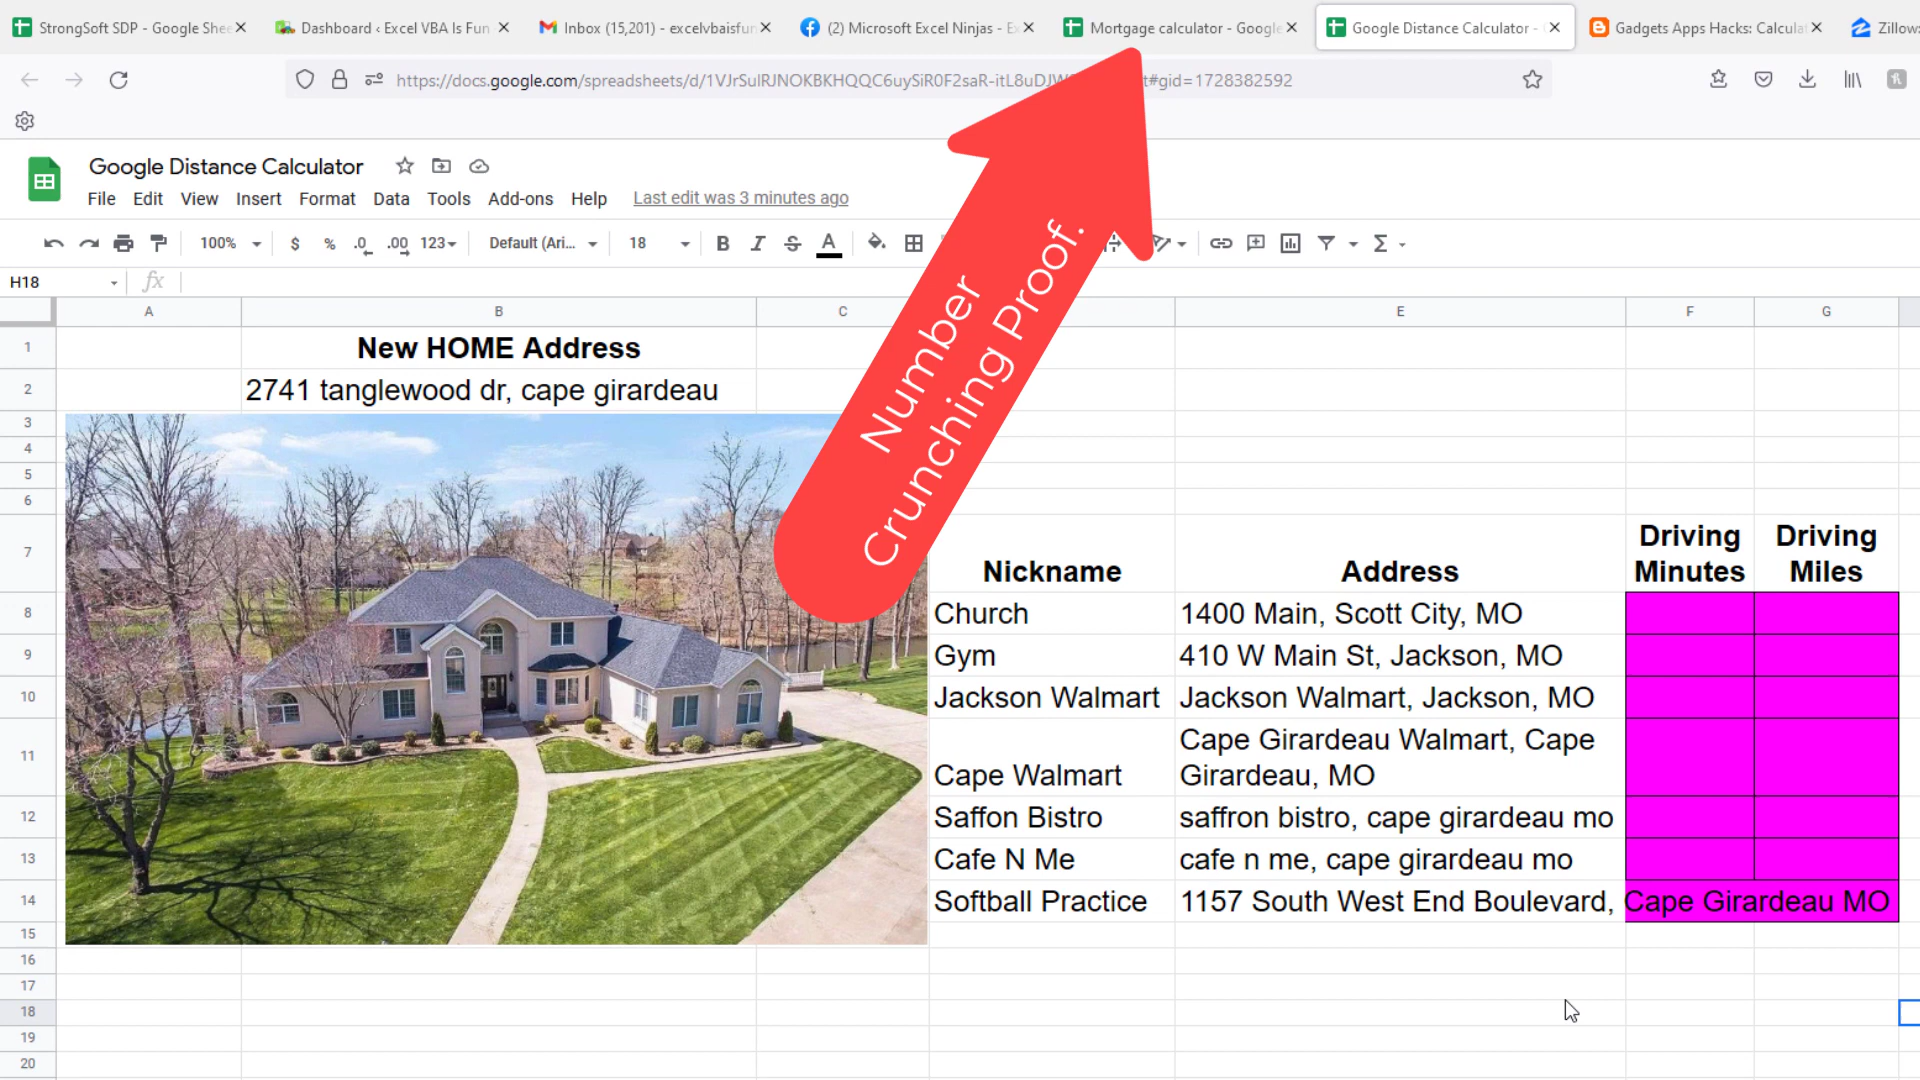 StrongSoft SDP - Google Shee
Dashboard ‹ Excel VBA Is Fun
Inbox (15,201) - excelvbaisfun
(2) Microsoft Excel Ninjas - Ex
Mortgage calculator - Google
Google Distance Calculator -
Gadgets Apps Hacks: Calcula
Zillow:
https://docs.google.com/spreadsheets/d/1VJrSulRJNOKBKHQQC6uySiR0F2saR-itL8uDJW t#gid=1728382592
Google Distance Calculator
File Edit View Insert Format Data Tools Add-ons Help Last edit was 3 minutes ago
100% $ % .0 .00 123 Default (Ari... 18 B I S A Σ
H18 fx
A B C E F G
Number
Crunching Proof.
1 New HOME Address
2 2741 tanglewood dr, cape girardeau
3
4
5
6
7 Nickname Address Driving Minutes Driving Miles
8 Church 1400 Main, Scott City, MO
9 Gym 410 W Main St, Jackson, MO
10 Jackson Walmart Jackson Walmart, Jackson, MO
11 Cape Walmart Cape Girardeau Walmart, Cape
Girardeau, MO
12 Saffon Bistro saffron bistro, cape girardeau mo
13 Cafe N Me cafe n me, cape girardeau mo
14 Softball Practice 1157 South West End Boulevard, Cape Girardeau MO
15
16
17
18
19
20